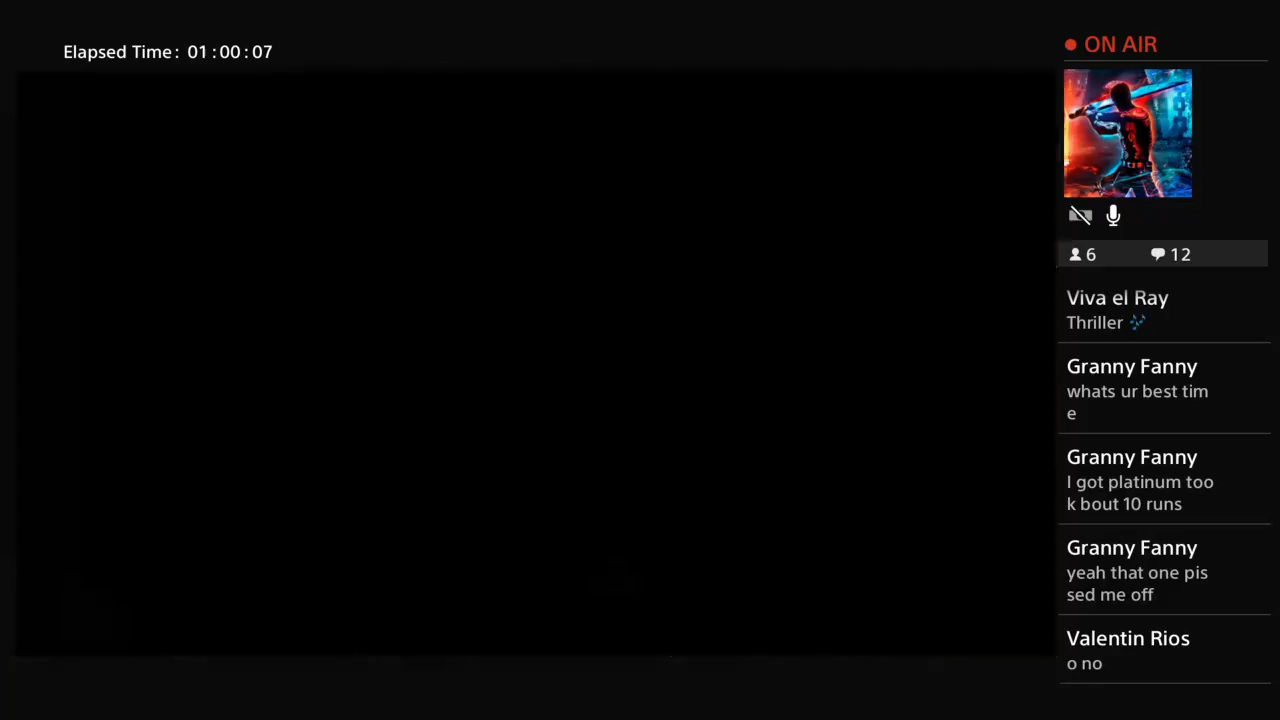 Elapsed Time: 01:00:07
ON AIR
6 12
Viva el Ray
Thriller 🎶
Granny Fanny
whats ur best tim
e
Granny Fanny
I got platinum too
k bout 10 runs
Granny Fanny
yeah that one pis
sed me off
Valentin Rios
o no